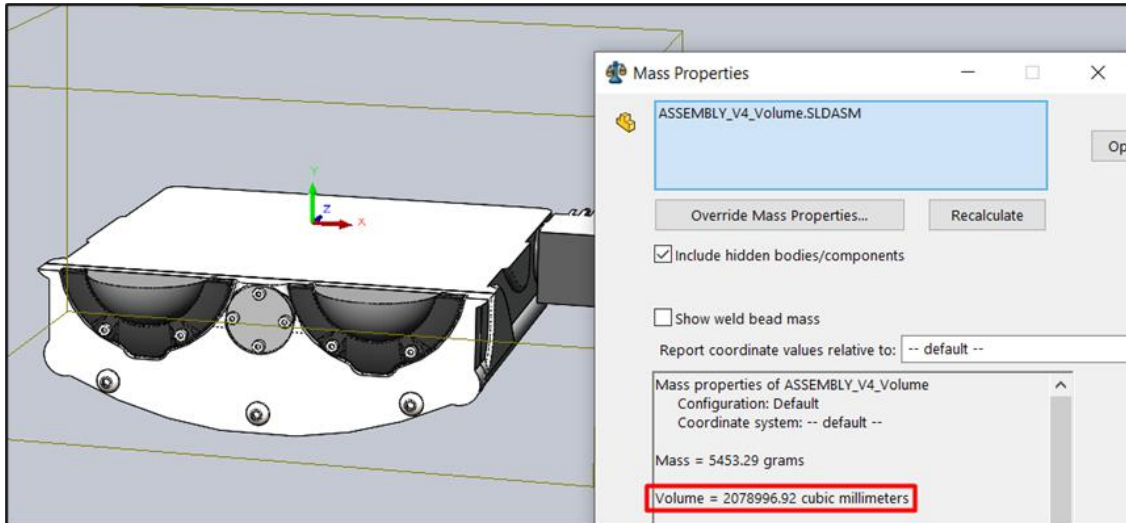 Mass Properties
ASSEMBLY_V4_Volume.SLDASM
Op
Override Mass Properties...
Recalculate
Include hidden bodies/components
Show weld bead mass
Report coordinate values relative to:
-- default --
Mass properties of ASSEMBLY_V4_Volume
Configuration: Default
Coordinate system: -- default --
Mass = 5453.29 grams
Volume = 2078996.92 cubic millimeters
Y
Z
X